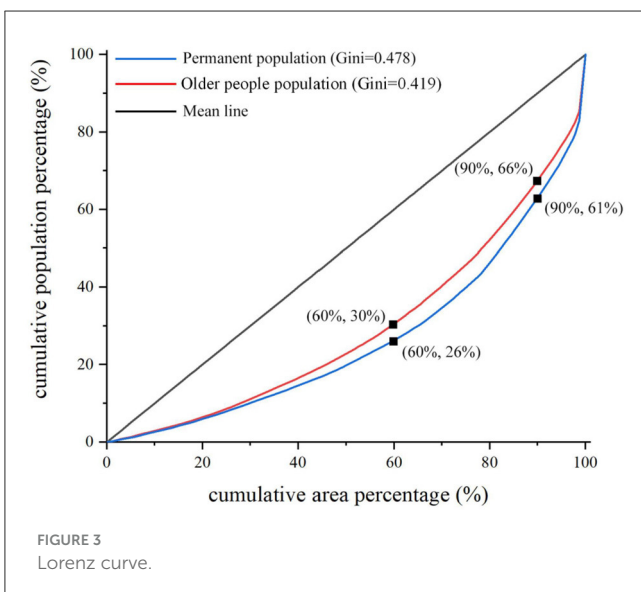 Permanent population (Gini=0.478)
Older people population (Gini=0.419)
Mean line
cumulative population percentage (%)
100
80
60
40
20
0
(90%, 66%)
(90%, 61%)
(60%, 30%)
(60%, 26%)
0
20
40
60
80
100
cumulative area percentage (%)
FIGURE 3
Lorenz curve.